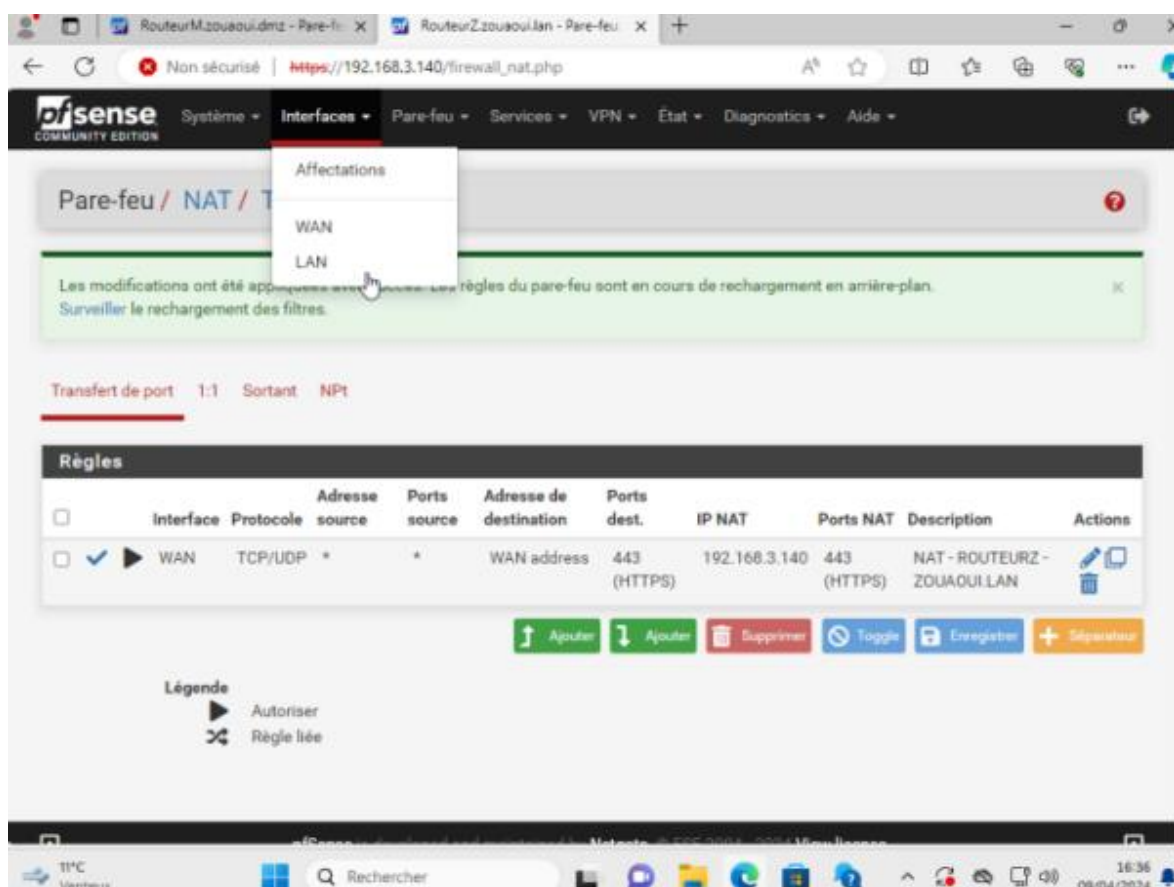 RouteurM.zouaoui.dmz - Pare-fe
RouteurZ.zouaoui.lan - Pare-feu
Non sécurisé | https://192.168.3.140/firewall_nat.php
pfsense
COMMUNITY EDITION
Système Interfaces Pare-feu Services VPN État Diagnostics Aide
Affectations
WAN
LAN
Pare-feu / NAT / T
Les modifications ont été règles du pare-feu sont en cours de rechargement en arrière-plan.
Surveiller le rechargement des filtres.
Transfert de port 1:1 Sortant NPt
Règles
Interface Protocole Adresse source Ports source Adresse de destination Ports dest. IP NAT Ports NAT Description Actions
WAN TCP/UDP * * WAN address 443 (HTTPS) 192.168.3.140 443 (HTTPS) NAT - ROUTEURZ - ZOUAOUI.LAN
Ajouter Ajouter Supprimer Toggle Enregistrer Séparateur
Légende
Autoriser
Règle liée
11°C
Venteux
Rechercher
16:36
09/04/2024